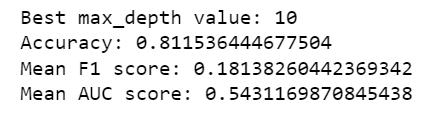 Best max_depth value: 10
Accuracy: 0.811536444677504
Mean F1 score: 0.18138260442369342
Mean AUC score: 0.5431169870845438